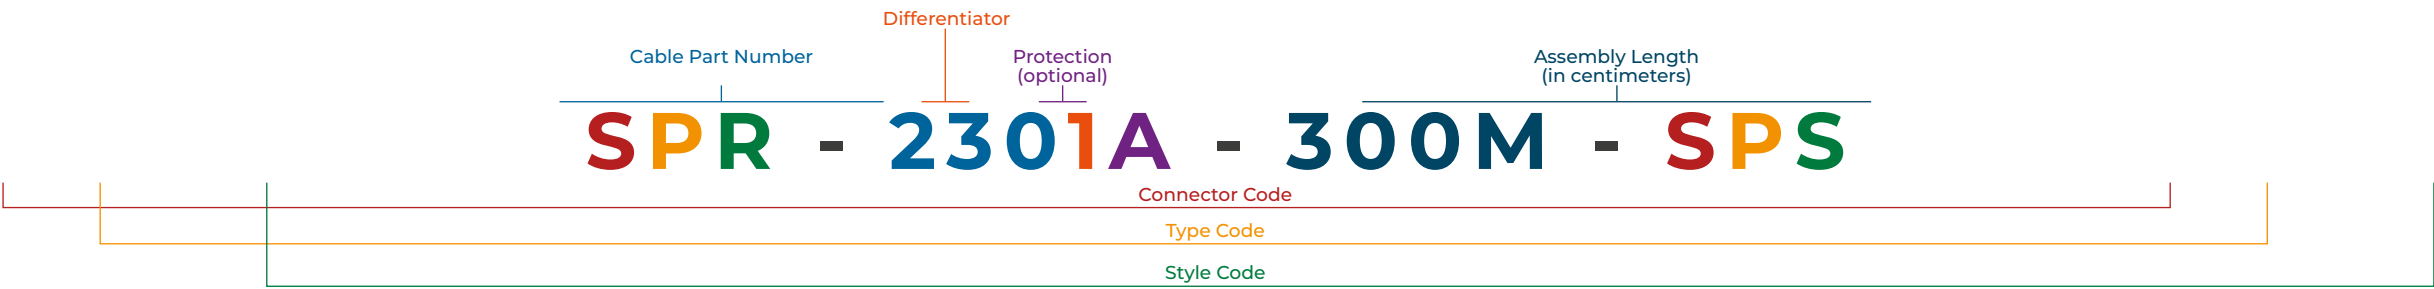 Differentiator
Cable Part Number
Protection
(optional)
Assembly Length
(in centimeters)
SPR - 2301A - 300M - SPS
Connector Code
Type Code
Style Code